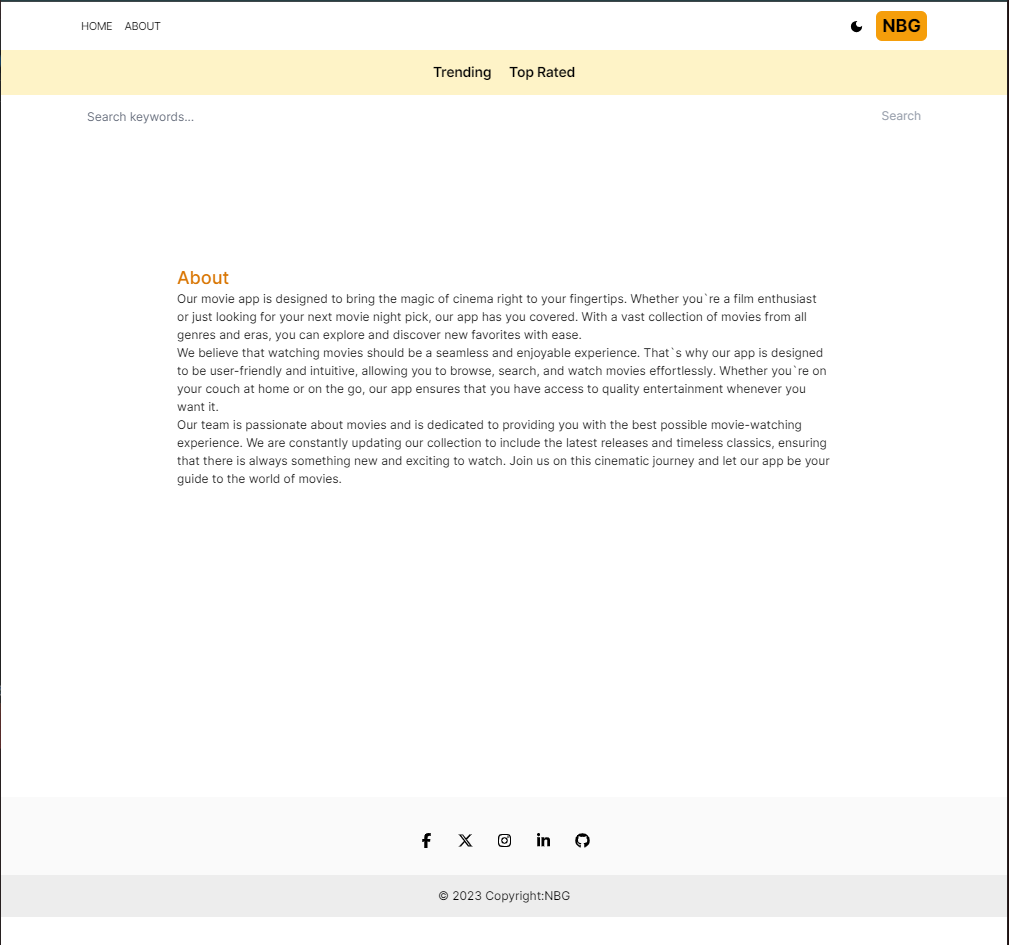 HOME ABOUT NBG
Trending Top Rated
Search keywords... Search
About
Our movie app is designed to bring the magic of cinema right to your fingertips. Whether you`re a film enthusiast
or just looking for your next movie night pick, our app has you covered. With a vast collection of movies from all
genres and eras, you can explore and discover new favorites with ease.
We believe that watching movies should be a seamless and enjoyable experience. That`s why our app is designed
to be user-friendly and intuitive, allowing you to browse, search, and watch movies effortlessly. Whether you`re on
your couch at home or on the go, our app ensures that you have access to quality entertainment whenever you
want it.
Our team is passionate about movies and is dedicated to providing you with the best possible movie-watching
experience. We are constantly updating our collection to include the latest releases and timeless classics, ensuring
that there is always something new and exciting to watch. Join us on this cinematic journey and let our app be your
guide to the world of movies.
© 2023 Copyright:NBG